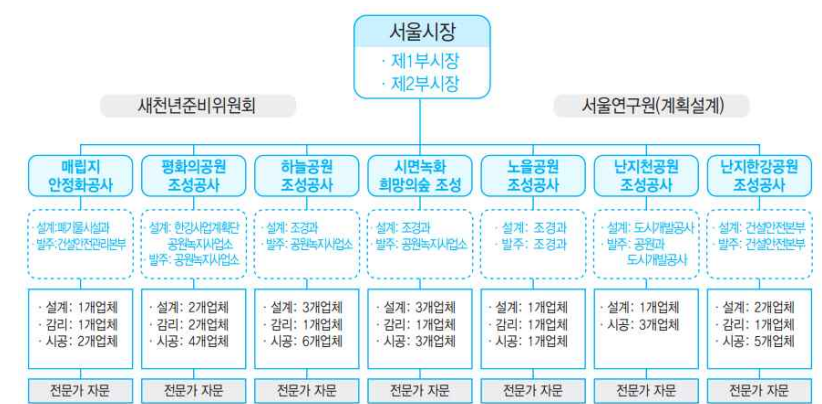 서울시장
· 제1부시장
· 제2부시장
새천년준비위원회
서울연구원(계획설계)
매립지
안정화공사
평화의공원
조성공사
하늘공원
조성공사
시면녹화
희망의숲 조성
노을공원
조성공사
난지천공원
조성공사
난지한강공원
조성공사
· 설계: 폐기물시설과
· 발주: 건설안전관리본부
· 설계: 한강사업계획단
공원녹지사업소
발주: 공원녹지사업소
· 설계: 조경과
· 발주: 공원녹지사업소
· 설계: 조경과
· 발주: 공원녹지사업소
· 설계: 조경과
· 발주: 조경과
· 설계: 도시개발공사
· 발주: 공원과
도시개발공사
· 설계: 건설안전본부
· 발주: 건설안전본부
· 설계: 1개업체
· 감리: 1개업체
· 시공: 2개업체
· 설계: 2개업체
· 감리: 2개업체
· 시공: 4개업체
· 설계: 3개업체
· 감리: 1개업체
· 시공: 6개업체
· 설계: 3개업체
· 감리: 1개업체
· 시공: 3개업체
· 설계: 1개업체
· 감리: 1개업체
· 시공: 1개업체
· 설계: 1개업체
· 시공: 3개업체
· 설계: 2개업체
· 감리: 1개업체
· 시공: 5개업체
전문가 자문
전문가 자문
전문가 자문
전문가 자문
전문가 자문
전문가 자문
전문가 자문